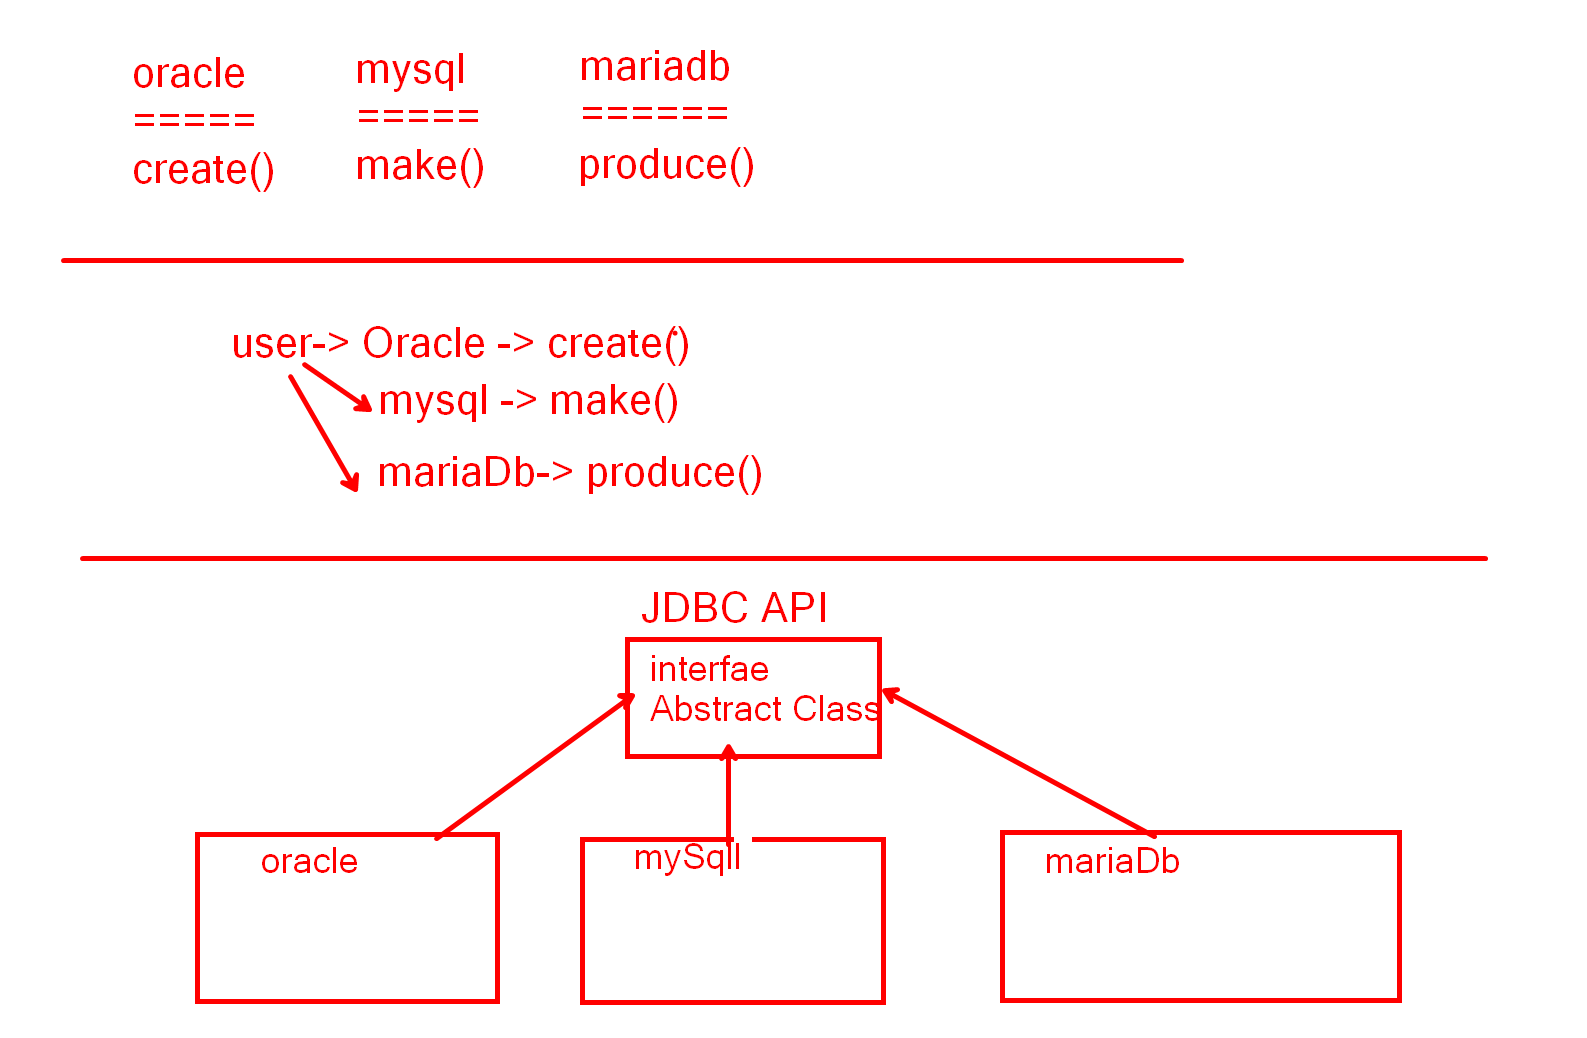 oracle mysql mariadb
===== ===== ======
create() make() produce()
user-> Oracle -> create()
mysql -> make()
mariaDb-> produce()
JDBC API
interfae
Abstract Class
oracle mySqll mariaDb